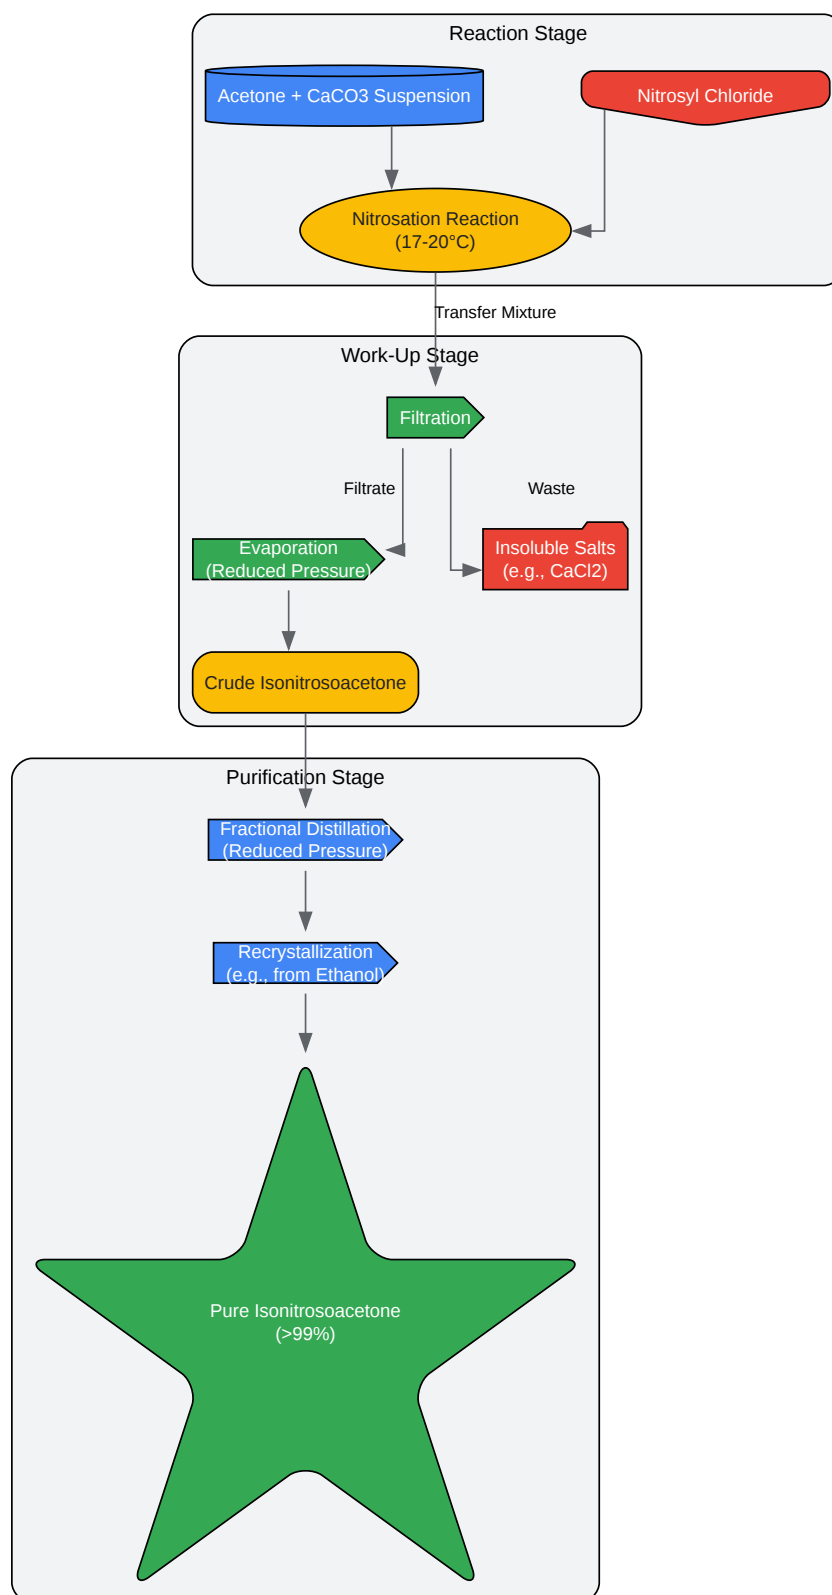 Reaction Stage
Acetone + CaCO3 Suspension
Nitrosyl Chloride
Nitrosation Reaction
(17-20°C)
Transfer Mixture
Work-Up Stage
Filtration
Filtrate
Waste
Evaporation
(Reduced Pressure)
Insoluble Salts
(e.g., CaCl2)
Crude Isonitrosoacetone
Purification Stage
Fractional Distillation
(Reduced Pressure)
Recrystallization
(e.g., from Ethanol)
Pure Isonitrosoacetone
(>99%)